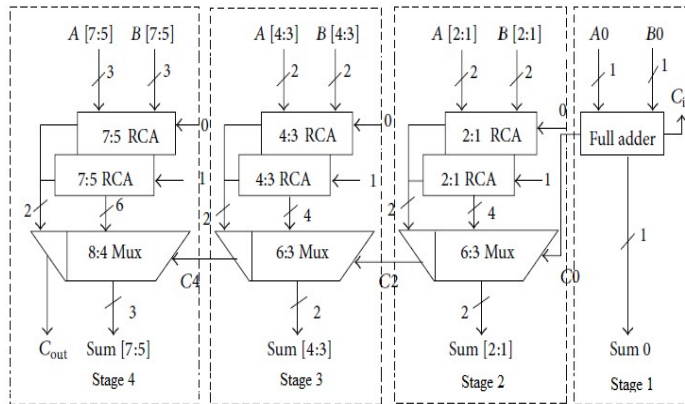 A [7:5] B [7:5] A [4:3] B [4:3] A [2:1] B [2:1] A0 B0
3 3 2 2 2 2 1 1
C_i
0 0 0
7:5 RCA 4:3 RCA 2:1 RCA Full adder
7:5 RCA 1 4:3 RCA 1 2:1 RCA 1
2 6 2 4 2 4 1
8:4 Mux 6:3 Mux 6:3 Mux
C4 C2 C0
3 2 2
C_out Sum [7:5] Sum [4:3] Sum [2:1] Sum 0
Stage 4 Stage 3 Stage 2 Stage 1